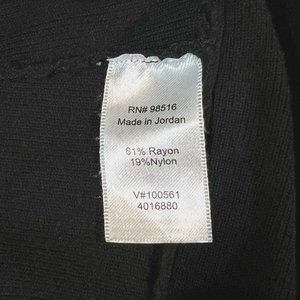 RN# 98516
Made in Jordan
81% Rayon
19%Nylon
V#100561
4016880